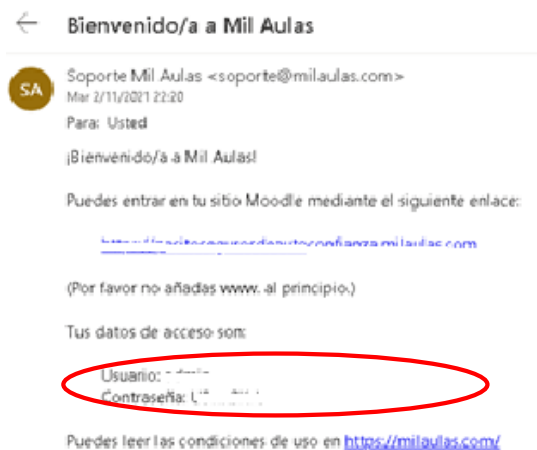 Bienvenido/a a Mil Aulas
SA
Soporte Mil Aulas <soporte@milaulas.com>
Mar 2/11/2021 22:20
Para: Usted
¡Bienvenido/a a Mil Aulas!
Puedes entrar en tu sitio Moodle mediante el siguiente enlace:
(Por favor no añadas www. al principio.)
Tus datos de acceso son:
Usuario:
Contraseña:
Puedes leer las condiciones de uso en https://milaulas.com/